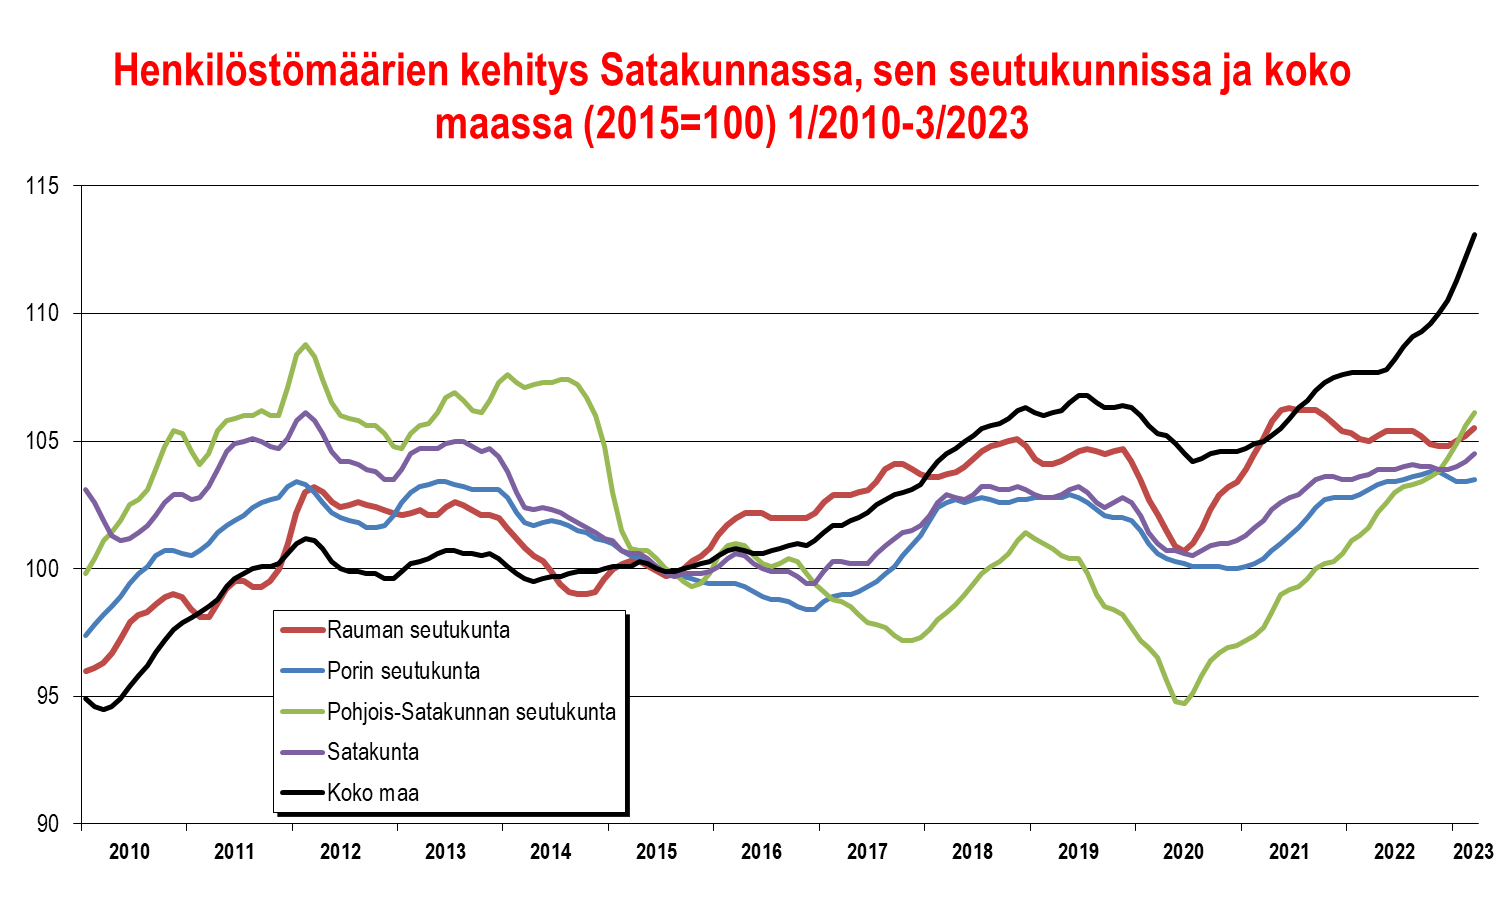 Henkilöstömäärien kehitys Satakunnassa, sen seutukunnissa ja koko
maassa (2015=100) 1/2010-3/2023
115
110
105
100
95
90
Rauman seutukunta
Porin seutukunta
Pohjois-Satakunnan seutukunta
Satakunta
Koko maa
2010 2011 2012 2013 2014 2015 2016 2017 2018 2019 2020 2021 2022 2023